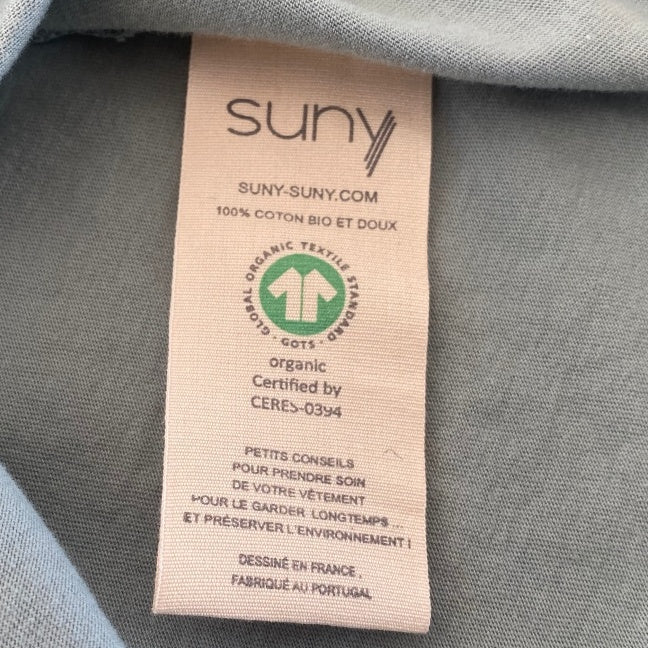 suny
SUNY-SUNY.COM
100% COTON BIO ET DOUX
GLOBAL ORGANIC TEXTILE STANDARD · GOTS ·
organic
Certified by
CERES-0394
PETITS CONSEILS
POUR PRENDRE SOIN
DE VOTRE VÊTEMENT
POUR LE GARDER LONGTEMPS ...
ET PRÉSERVER L'ENVIRONNEMENT !
DESSINÉ EN FRANCE,
FABRIQUÉ AU PORTUGAL